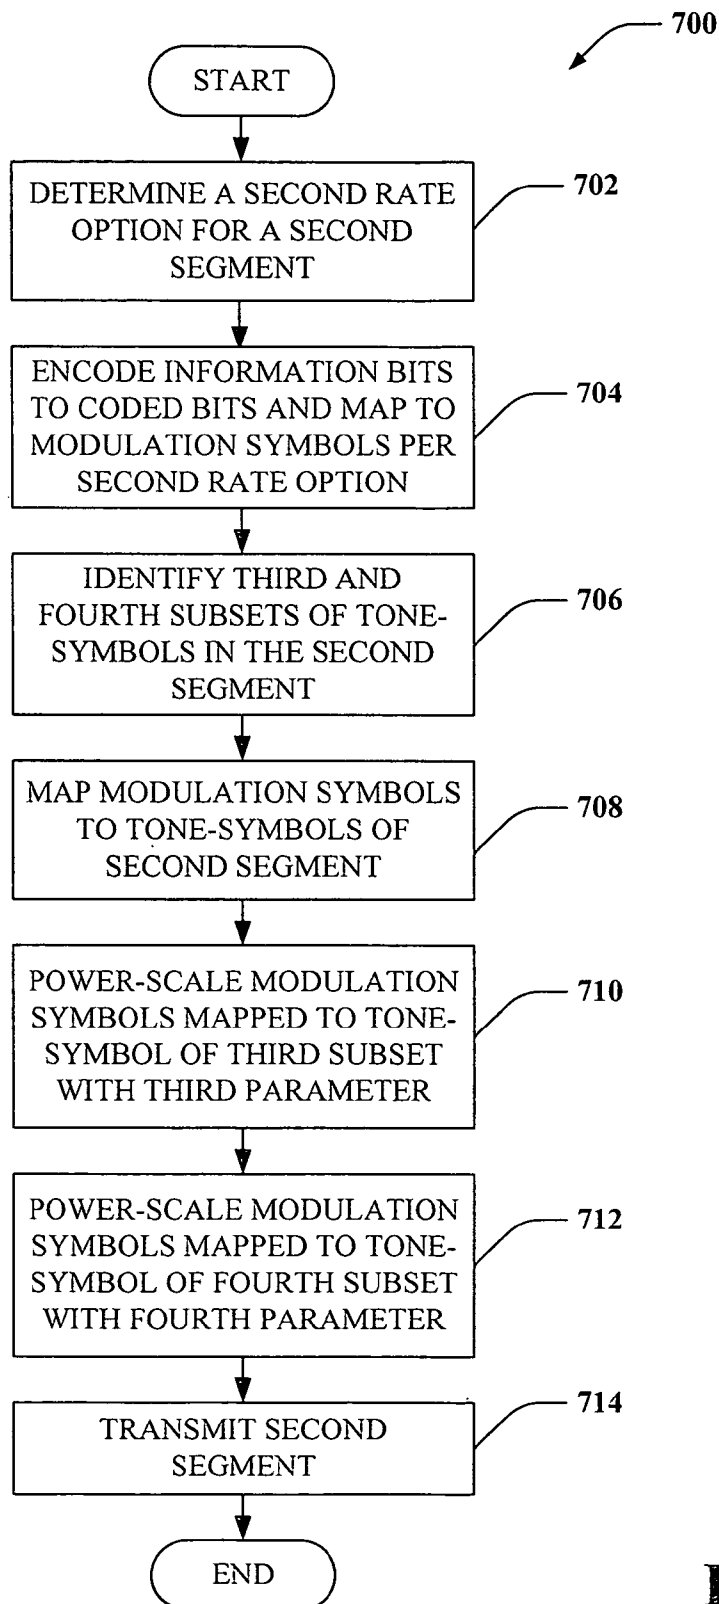 700
START
DETERMINE A SECOND RATE
OPTION FOR A SECOND
SEGMENT
702
ENCODE INFORMATION BITS
TO CODED BITS AND MAP TO
MODULATION SYMBOLS PER
SECOND RATE OPTION
704
IDENTIFY THIRD AND
FOURTH SUBSETS OF TONE-
SYMBOLS IN THE SECOND
SEGMENT
706
MAP MODULATION SYMBOLS
TO TONE-SYMBOLS OF
SECOND SEGMENT
708
POWER-SCALE MODULATION
SYMBOLS MAPPED TO TONE-
SYMBOL OF THIRD SUBSET
WITH THIRD PARAMETER
710
POWER-SCALE MODULATION
SYMBOLS MAPPED TO TONE-
SYMBOL OF FOURTH SUBSET
WITH FOURTH PARAMETER
712
TRANSMIT SECOND
SEGMENT
714
END